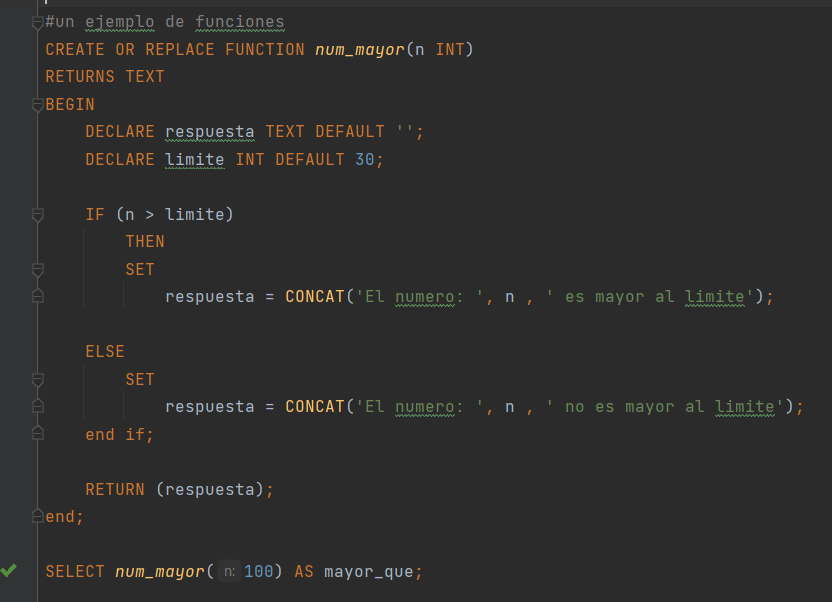 #un ejemplo de funciones
CREATE OR REPLACE FUNCTION num_mayor(n INT)
RETURNS TEXT
BEGIN
    DECLARE respuesta TEXT DEFAULT '';
    DECLARE limite INT DEFAULT 30;

    IF (n > limite)
        THEN
        SET
            respuesta = CONCAT('El numero: ', n , ' es mayor al limite');

    ELSE
        SET
            respuesta = CONCAT('El numero: ', n , ' no es mayor al limite');
    end if;

    RETURN (respuesta);
end;

SELECT num_mayor( n: 100) AS mayor_que;